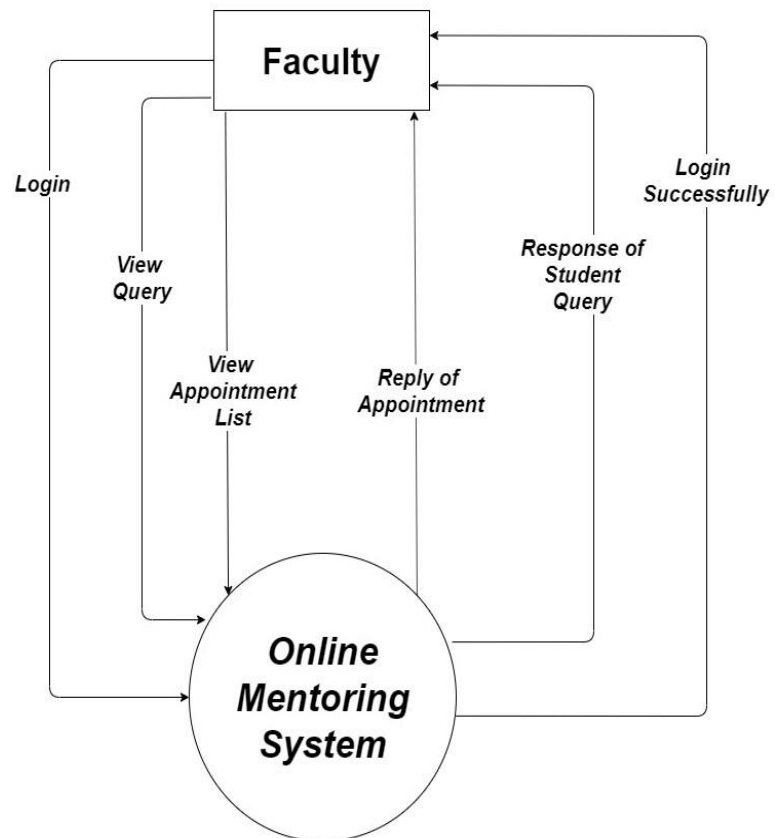 Faculty
Login
Login
Successfully
View
Query
Response of
Student
Query
View
Appointment
List
Reply of
Appointment
Online
Mentoring
System